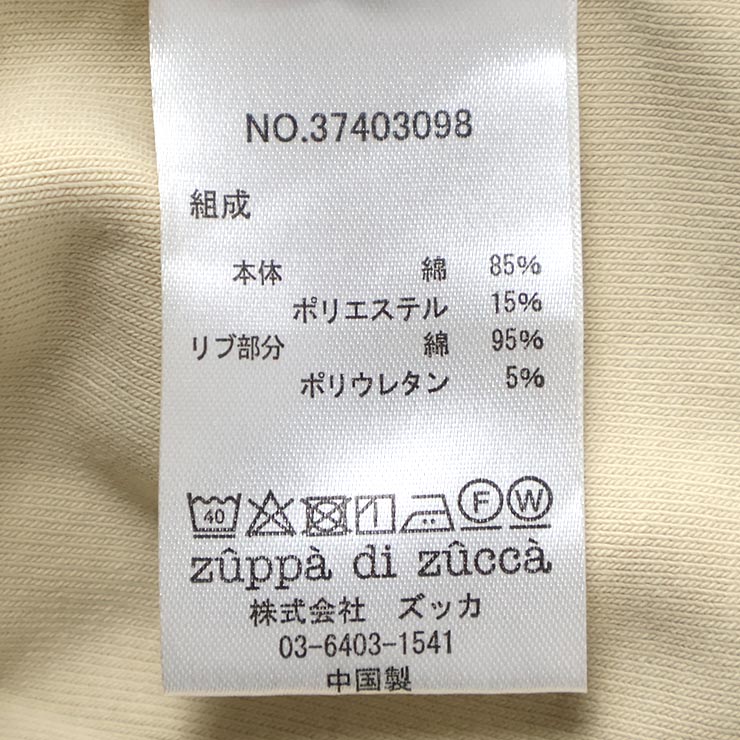 NO.37403098
組成
本体 綿 85%
ポリエステル 15%
リブ部分 綿 95%
ポリウレタン 5%
40 F W
zûppà di zûccà
株式会社 ズッカ
03-6403-1541
中国製